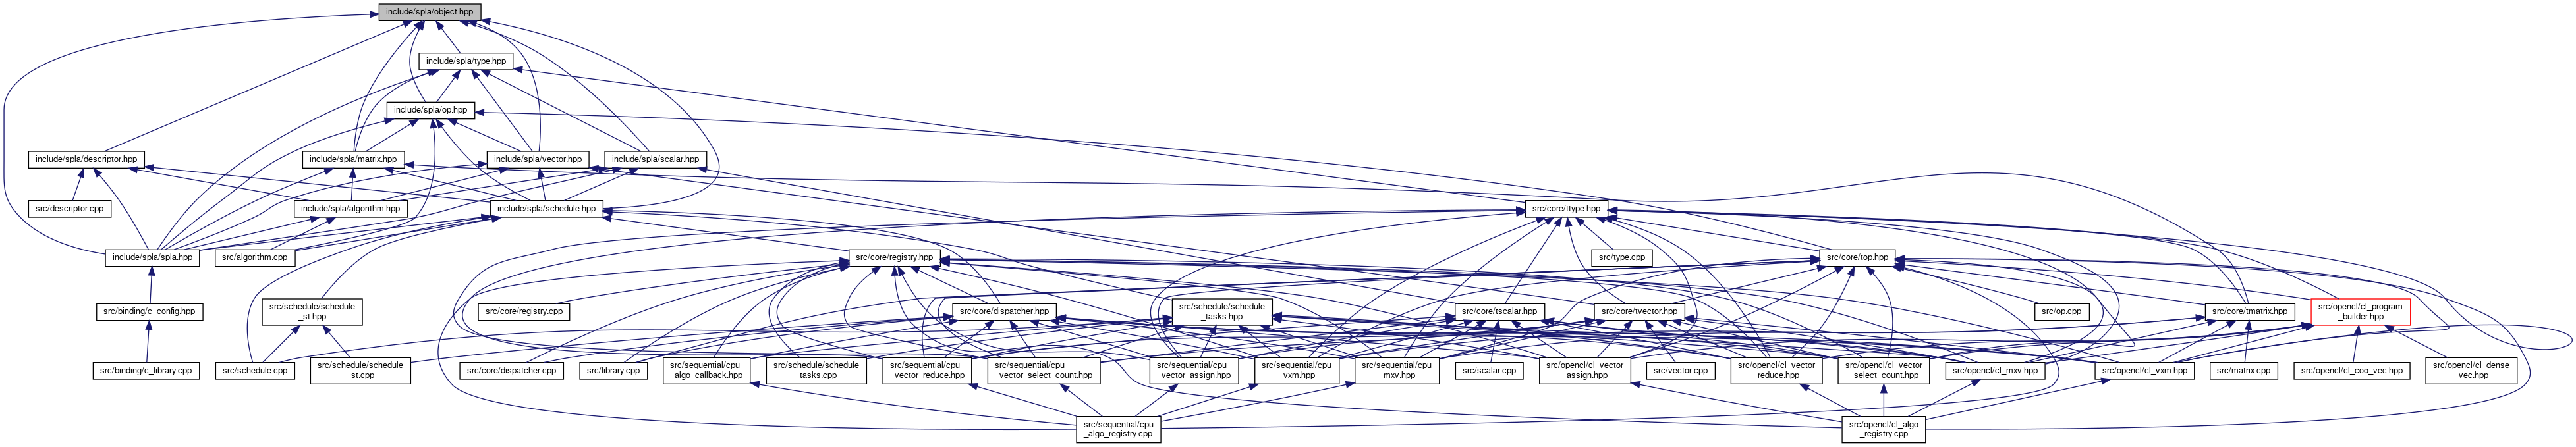 include/spla/object.hpp
include/spla/type.hpp
include/spla/op.hpp
include/spla/descriptor.hpp
include/spla/matrix.hpp
include/spla/vector.hpp
include/spla/scalar.hpp
src/descriptor.cpp
include/spla/algorithm.hpp
include/spla/schedule.hpp
src/core/ttype.hpp
include/spla/spla.hpp
src/algorithm.cpp
src/core/registry.hpp
src/type.cpp
src/core/top.hpp
src/binding/c_config.hpp
src/schedule/schedule
_st.hpp
src/core/registry.cpp
src/core/dispatcher.hpp
src/schedule/schedule
_tasks.hpp
src/core/tscalar.hpp
src/core/tvector.hpp
src/op.cpp
src/core/tmatrix.hpp
src/opencl/cl_program
_builder.hpp
src/binding/c_library.cpp
src/schedule.cpp
src/schedule/schedule
_st.cpp
src/core/dispatcher.cpp
src/library.cpp
src/sequential/cpu
_algo_callback.hpp
src/schedule/schedule
_tasks.cpp
src/sequential/cpu
_vector_reduce.hpp
src/sequential/cpu
_vector_select_count.hpp
src/sequential/cpu
_vector_assign.hpp
src/sequential/cpu
_vxm.hpp
src/sequential/cpu
_mxv.hpp
src/scalar.cpp
src/opencl/cl_vector
_assign.hpp
src/vector.cpp
src/opencl/cl_vector
_reduce.hpp
src/opencl/cl_vector
_select_count.hpp
src/opencl/cl_mxv.hpp
src/opencl/cl_vxm.hpp
src/matrix.cpp
src/opencl/cl_coo_vec.hpp
src/opencl/cl_dense
_vec.hpp
src/sequential/cpu
_algo_registry.cpp
src/opencl/cl_algo
_registry.cpp